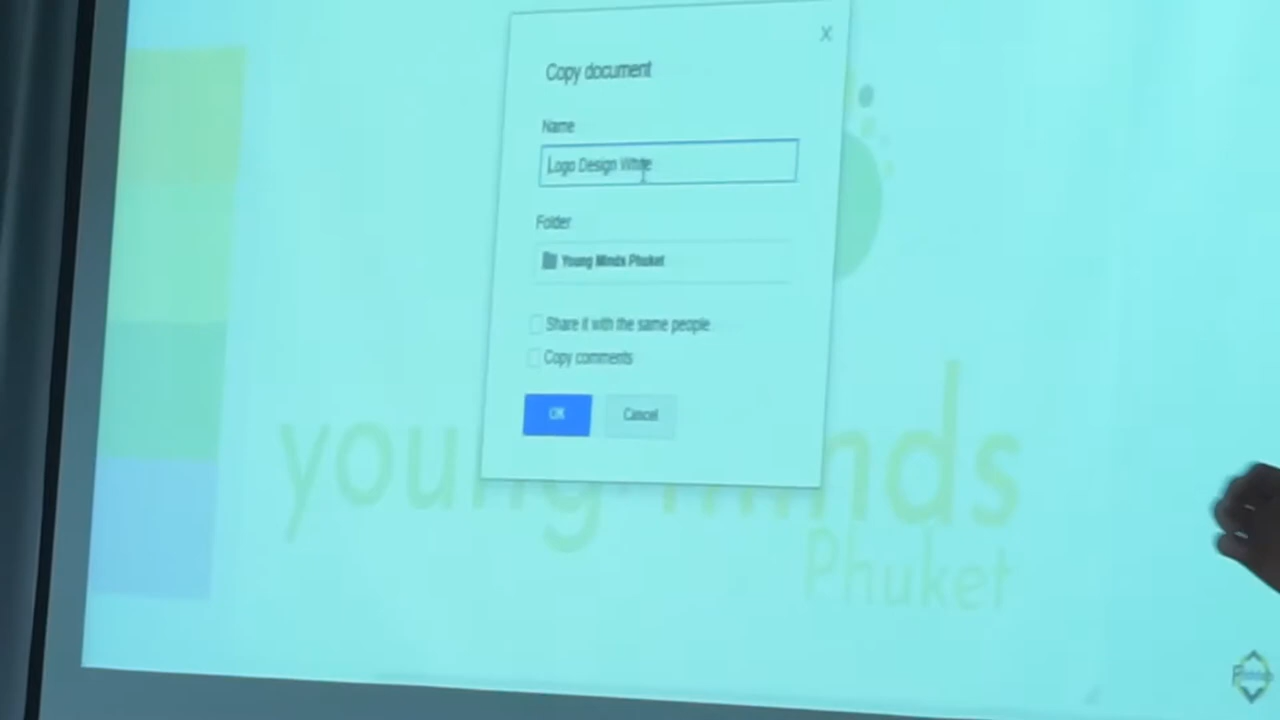 X
Copy document
Name
Logo Design White
Folder
Young Minds Phuket
Share it with the same people
Copy comments
OK
Cancel
young minds
Phuket